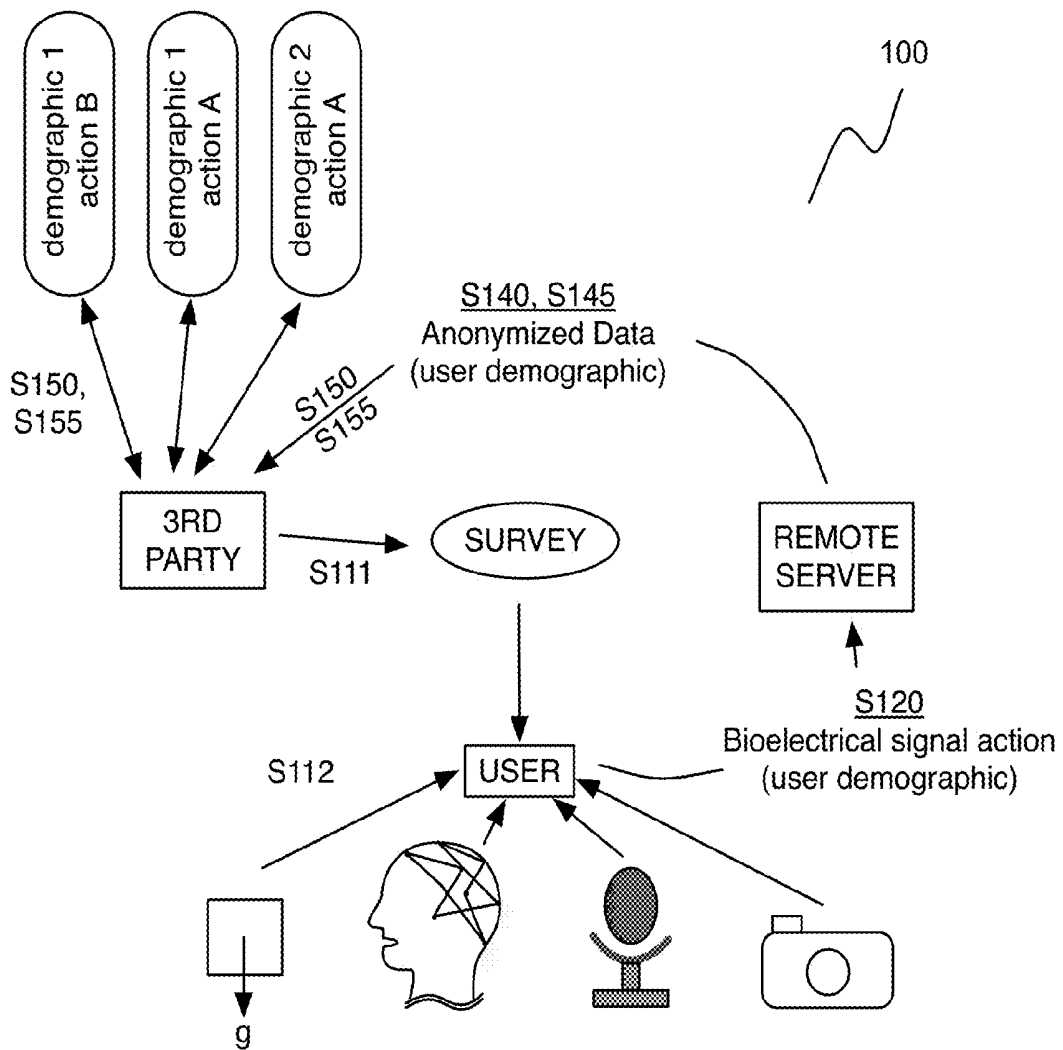 demographic 1
action B
demographic 1
action A
demographic 2
action A
100
S140, S145
Anonymized Data
(user demographic)
S150,
S155
S150
S155
3RD
PARTY
S111
SURVEY
REMOTE
SERVER
S120
Bioelectrical signal action
(user demographic)
S112
USER
g